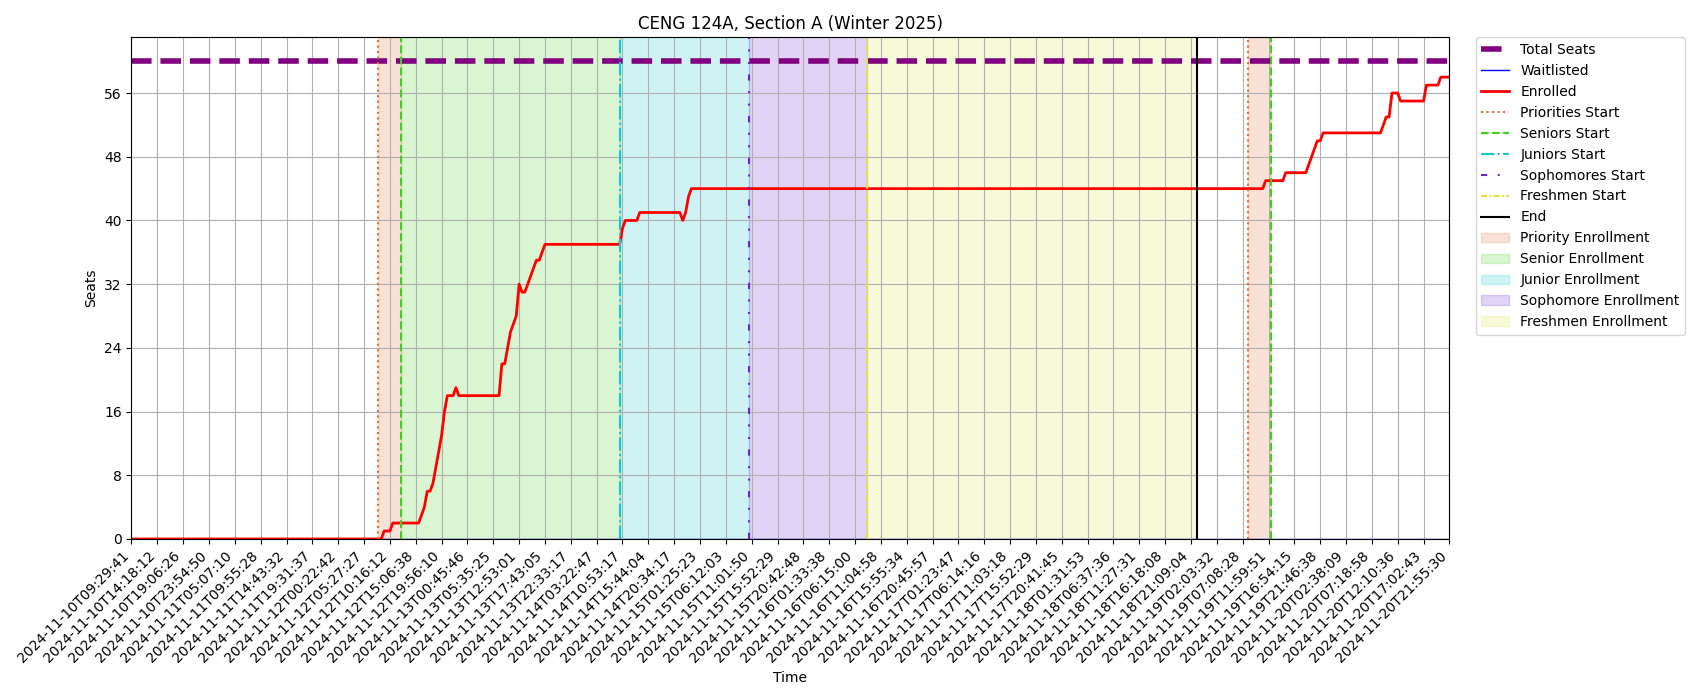 CENG 124A, Section A (Winter 2025)
Total Seats
Waitlisted
Enrolled
Priorities Start
Seniors Start
Juniors Start
Sophomores Start
Freshmen Start
End
Priority Enrollment
Senior Enrollment
Junior Enrollment
Sophomore Enrollment
Freshmen Enrollment
Seats
56
48
40
32
24
16
8
0
2024-11-10T09:29:41
2024-11-10T14:18:12
2024-11-10T19:06:26
2024-11-10T23:54:50
2024-11-11T05:07:10
2024-11-11T09:55:28
2024-11-11T14:43:32
2024-11-11T19:31:37
2024-11-12T00:22:42
2024-11-12T05:27:27
2024-11-12T10:16:12
2024-11-12T15:06:38
2024-11-12T19:56:10
2024-11-13T00:45:46
2024-11-13T05:35:25
2024-11-13T12:53:01
2024-11-13T17:43:05
2024-11-13T22:33:17
2024-11-14T03:22:47
2024-11-14T10:53:17
2024-11-14T15:44:04
2024-11-14T20:34:17
2024-11-15T01:25:23
2024-11-15T06:12:03
2024-11-15T11:01:50
2024-11-15T15:52:29
2024-11-15T20:42:48
2024-11-16T01:33:38
2024-11-16T06:15:00
2024-11-16T11:04:58
2024-11-16T15:55:34
2024-11-16T20:45:57
2024-11-17T01:23:47
2024-11-17T06:14:16
2024-11-17T11:03:18
2024-11-17T15:52:29
2024-11-17T20:41:45
2024-11-18T01:31:53
2024-11-18T06:37:36
2024-11-18T11:27:31
2024-11-18T16:18:08
2024-11-18T21:09:04
2024-11-19T02:03:32
2024-11-19T07:08:28
2024-11-19T11:59:51
2024-11-19T16:54:15
2024-11-19T21:46:38
2024-11-20T02:38:09
2024-11-20T07:18:58
2024-11-20T12:10:36
2024-11-20T17:02:43
2024-11-20T21:55:30
Time